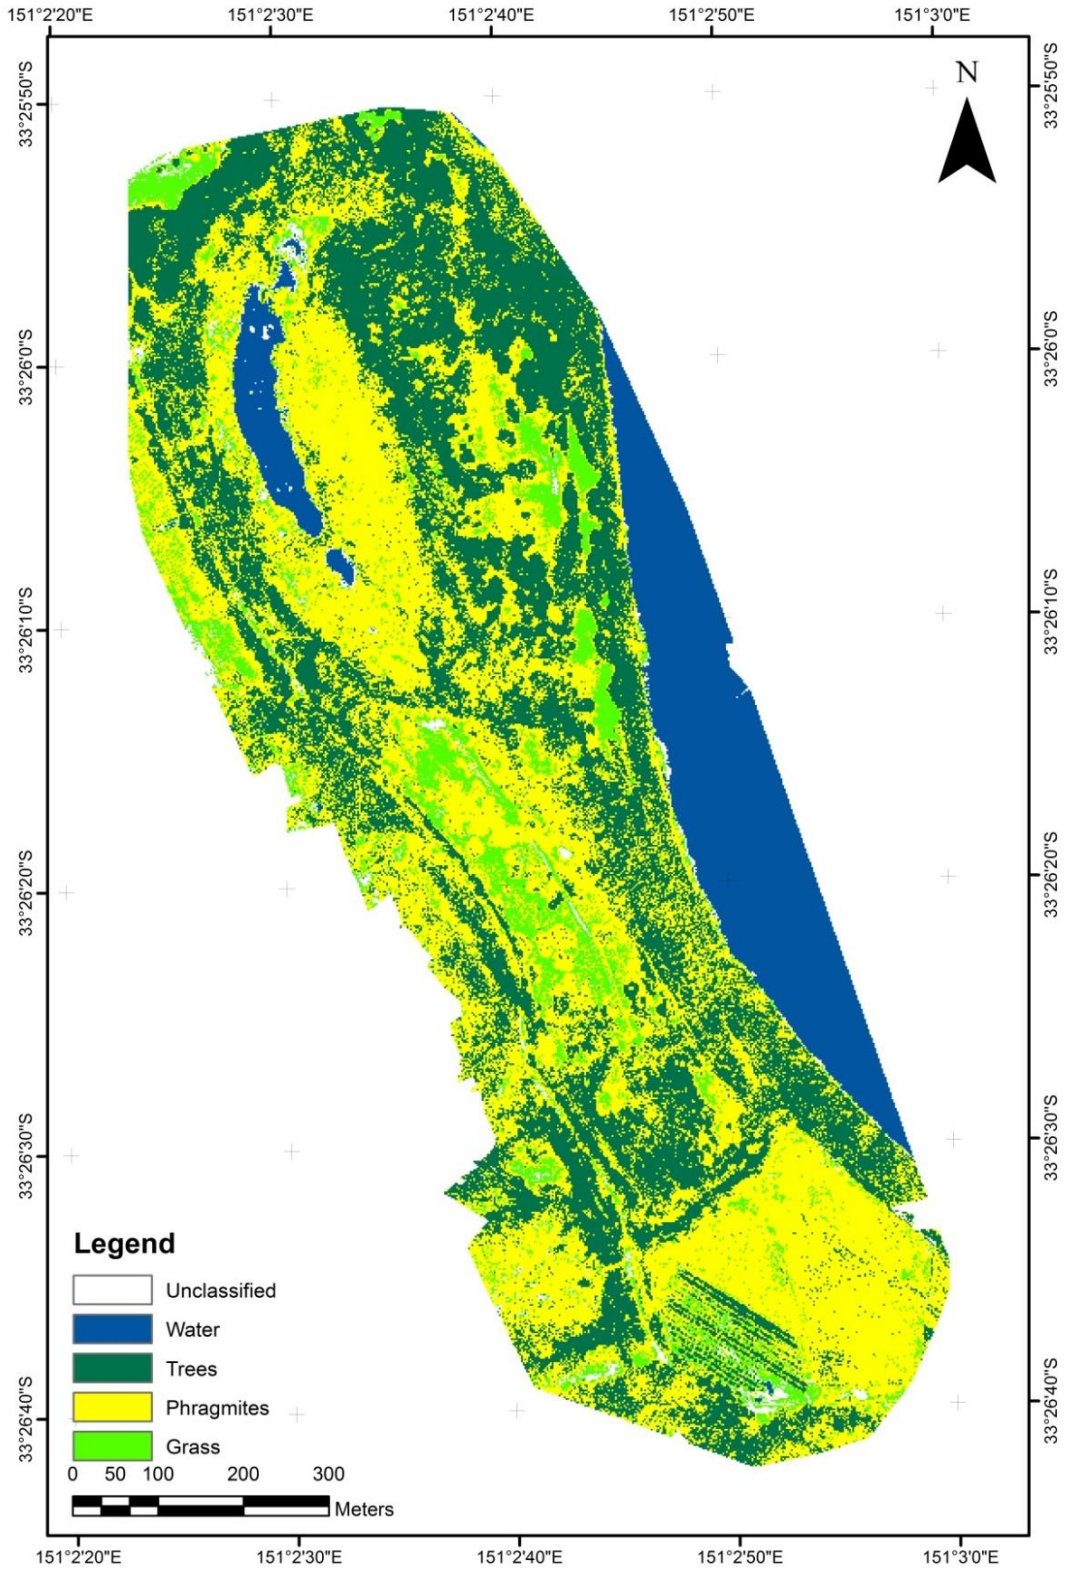 151°2'20"E 151°2'30"E 151°2'40"E 151°2'50"E 151°3'0"E
N
33°25'50"S 33°25'50"S
33°26'0"S 33°26'0"S
33°26'10"S 33°26'10"S
33°26'20"S 33°26'20"S
33°26'30"S 33°26'30"S
33°26'40"S 33°26'40"S
Legend
Unclassified
Water
Trees
Phragmites
Grass
0 50 100 200 300
Meters
151°2'20"E 151°2'30"E 151°2'40"E 151°2'50"E 151°3'0"E